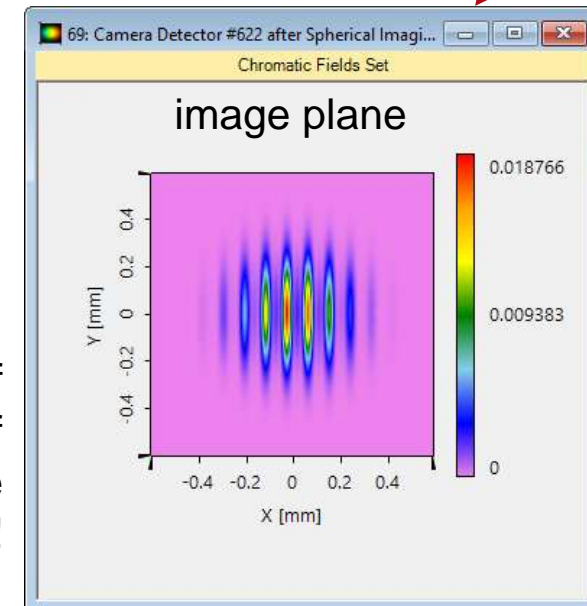 69: Camera Detector #622 after Spherical Imagi...
Chromatic Fields Set
image plane
0.018766
0.009383
0
Y [mm]
0.4
0.2
0
-0.2
-0.4
-0.4 -0.2 0 0.2 0.4
X [mm]